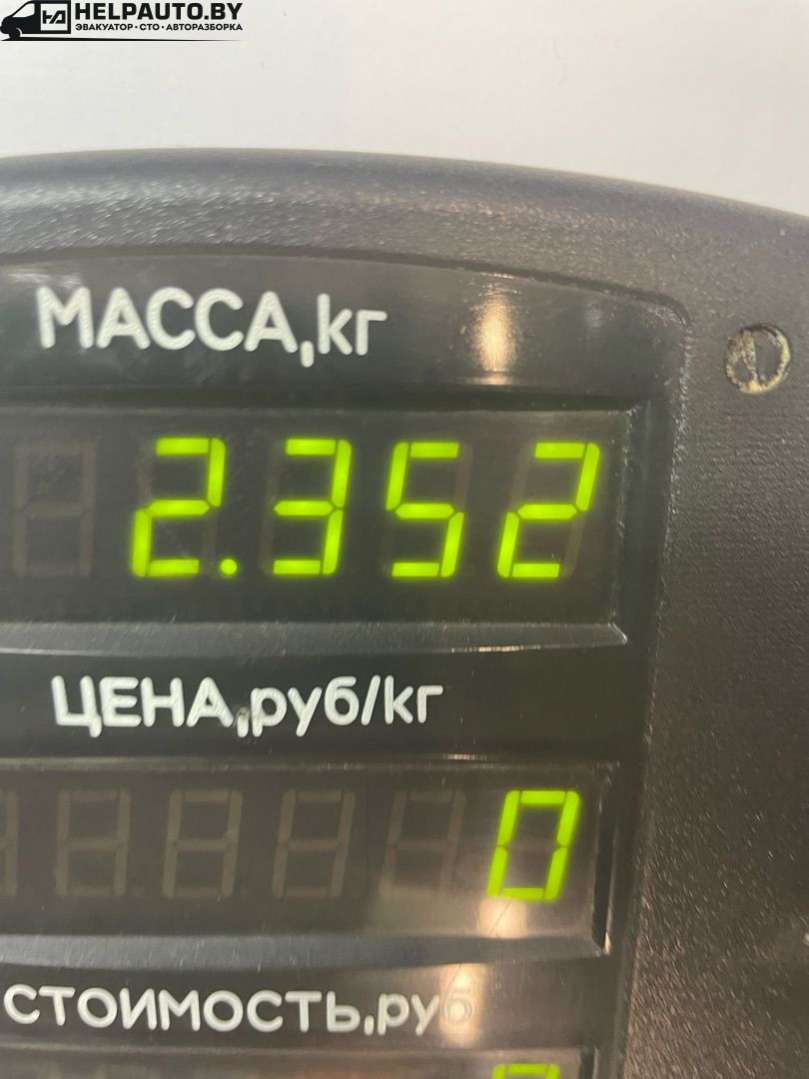 HELPAUTO.BY
ЭВАКУАТОР • СТО • АВТОРАЗБОРКА
МАССА,кг
2.352
ЦЕНА,руб/кг
0
СТОИМОСТЬ,руб